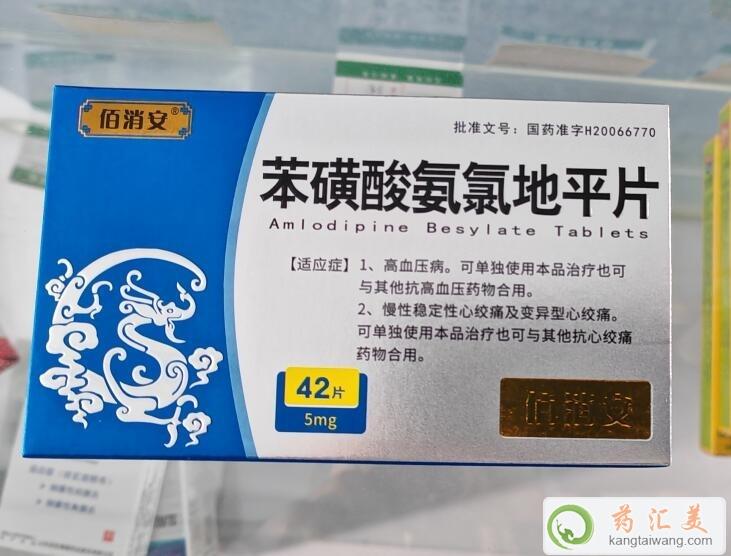 佰消安®
批准文号：国药准字H20066770
苯磺酸氨氯地平片
Amlodipine Besylate Tablets
【适应症】1、高血压病。可单独使用本品治疗也可
与其他抗高血压药物合用。
2、慢性稳定性心绞痛及变异型心绞痛。
可单独使用本品治疗也可与其他抗心绞痛
药物合用。
42片
5mg
佰消安
药汇美
kangtaiwang.com